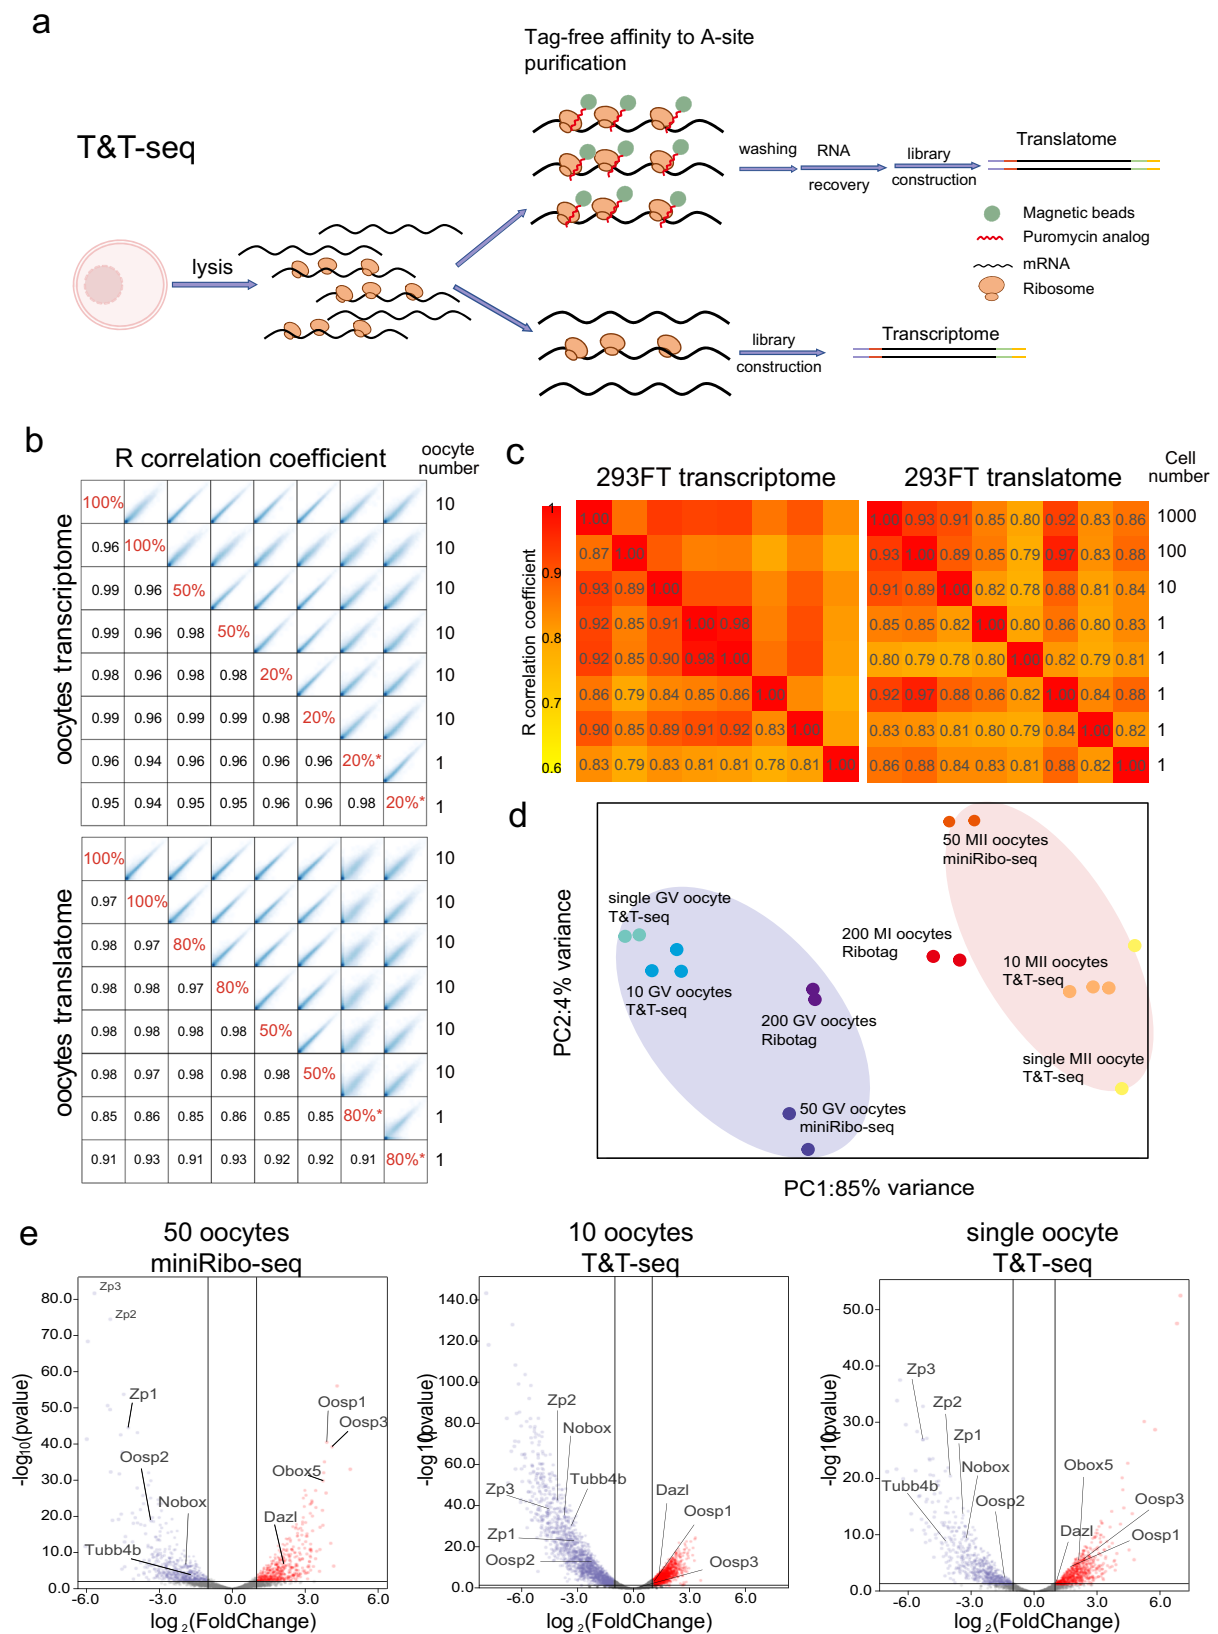 a
Tag-free affinity to A-site
purification
T&T-seq
washing
RNA
recovery
library
construction
Translatome
Magnetic beads
Puromycin analog
mRNA
Ribosome
lysis
library
construction
Transcriptome
b
R correlation coefficient
oocyte
number
oocytes transcriptome
100% 10
0.96 100% 10
0.99 0.96 50% 10
0.99 0.96 0.98 50% 10
0.98 0.96 0.98 0.98 20% 10
0.99 0.96 0.99 0.99 0.98 20% 10
0.96 0.94 0.96 0.96 0.96 0.96 20%* 1
0.95 0.94 0.95 0.95 0.96 0.96 0.98 20%* 1
oocytes translatome
100% 10
0.97 100% 10
0.98 0.97 80% 10
0.98 0.98 0.97 80% 10
0.98 0.98 0.98 0.98 50% 10
0.98 0.97 0.98 0.98 0.98 50% 10
0.85 0.86 0.85 0.86 0.85 0.85 80%* 1
0.91 0.93 0.91 0.93 0.92 0.92 0.91 80%* 1
c
293FT transcriptome
293FT translatome
Cell
number
R correlation coefficient
1
0.9
0.8
0.7
0.6
1.00
0.87 1.00
0.93 0.89 1.00
0.92 0.85 0.91 1.00 0.98
0.92 0.85 0.90 0.98 1.00
0.86 0.79 0.84 0.85 0.86 1.00
0.90 0.85 0.89 0.91 0.92 0.83 1.00
0.83 0.79 0.83 0.81 0.81 0.78 0.81 1.00
1.00 0.93 0.91 0.85 0.80 0.92 0.83 0.86 1000
0.93 1.00 0.89 0.85 0.79 0.97 0.83 0.88 100
0.91 0.89 1.00 0.82 0.78 0.88 0.81 0.84 10
0.85 0.85 0.82 1.00 0.80 0.86 0.80 0.83 1
0.80 0.79 0.78 0.80 1.00 0.82 0.79 0.81 1
0.92 0.97 0.88 0.86 0.82 1.00 0.84 0.88 1
0.83 0.83 0.81 0.80 0.79 0.84 1.00 0.82 1
0.86 0.88 0.84 0.83 0.81 0.88 0.82 1.00 1
d
PC2:4% variance
50 MII oocytes
miniRibo-seq
single GV oocyte
T&T-seq
200 MI oocytes
Ribotag
10 MII oocytes
T&T-seq
10 GV oocytes
T&T-seq
200 GV oocytes
Ribotag
single MII oocyte
T&T-seq
50 GV oocytes
miniRibo-seq
PC1:85% variance
e
50 oocytes
miniRibo-seq
-log10(pvalue)
80.0
70.0
60.0
50.0
40.0
30.0
20.0
10.0
0.0
Zp3
Zp2
Zp1
Oosp1
Oosp3
Oosp2
Obox5
Nobox
Dazl
Tubb4b
-6.0 -3.0 0.0 3.0 6.0
log2(FoldChange)
10 oocytes
T&T-seq
-log10pvalue)
140.0
120.0
100.0
80.0
60.0
40.0
20.0
0.0
Zp2
Nobox
Tubb4b
Zp3
Dazl
Oosp1
Zp1
Oosp2
Oosp3
-6.0 -3.0 0.0 3.0 6.0
log2(FoldChange)
single oocyte
T&T-seq
-log10(pvalue)
50.0
40.0
30.0
20.0
10.0
0.0
Zp3
Zp2
Zp1
Nobox
Obox5
Tubb4b
Oosp2
Oosp3
Dazl
Oosp1
-6.0 -3.0 0.0 3.0 6.0
log2(FoldChange)